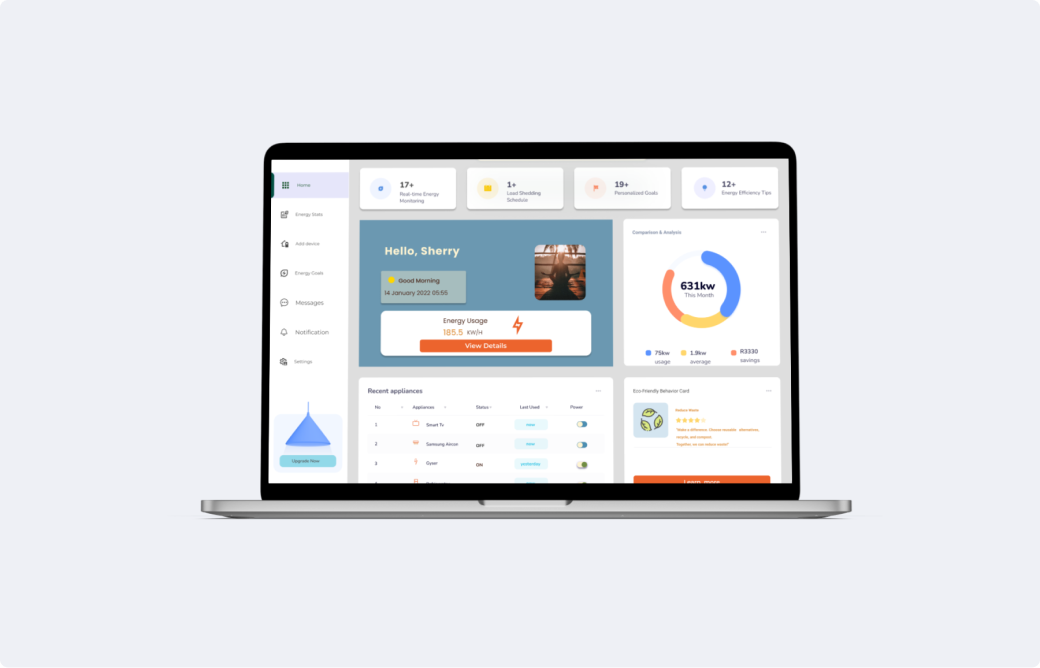 Home
Energy Stats
Add device
Energy Goals
Messages
Notification
Settings
Upgrade Now
17+
Real-time Energy
Monitoring
1+
Load Shedding
Schedule
19+
Personalized Goals
12+
Energy Efficiency Tips
Hello, Sherry
Good Morning
14 January 2022 05:55
Energy Usage
185.5 KW/H
View Details
Comparison & Analysis
631kw
This Month
75kw
usage
1.9kw
average
R3330
savings
Recent appliances
No Appliances Status Last Used Power
1 Smart Tv OFF now
2 Samsung Aircon OFF now
3 Gyser ON yesterday
Eco Friendly Behavior Card
"Make a difference. Choose reusable alternatives,
recycle, and compost.
Together, we can reduce waste!"
Learn more